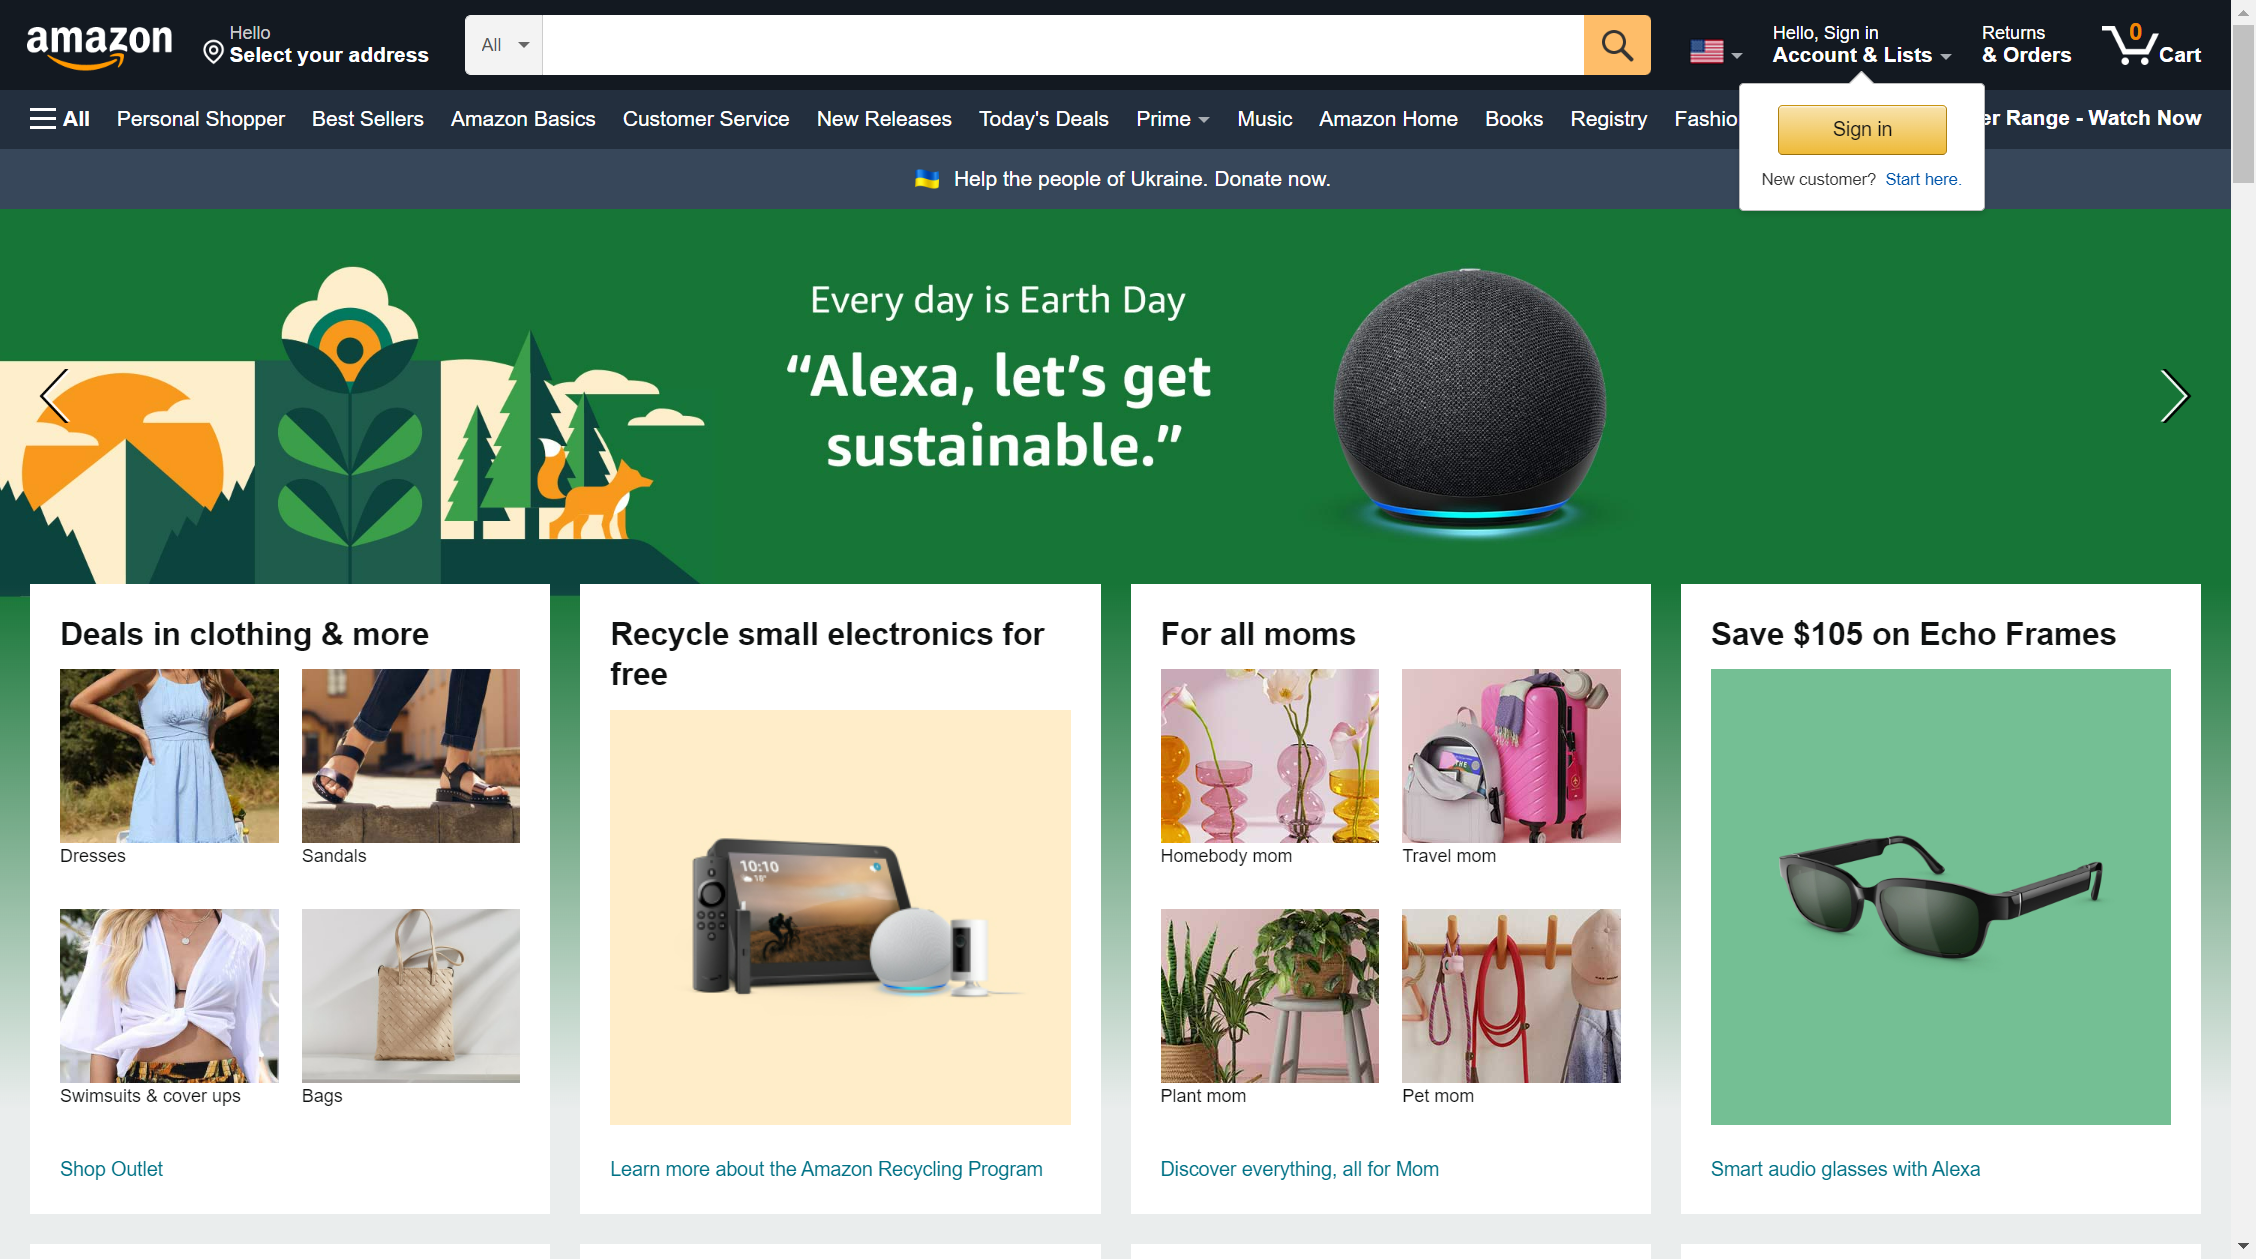 amazon
Hello
Select your address
All
Hello, Sign in
Account & Lists
Returns
& Orders
0
Cart
All
Personal Shopper
Best Sellers
Amazon Basics
Customer Service
New Releases
Today's Deals
Prime
Music
Amazon Home
Books
Registry
Fashio
er Range - Watch Now
Sign in
New customer? Start here.
Help the people of Ukraine. Donate now.
Every day is Earth Day
“Alexa, let’s get
sustainable.”
Deals in clothing & more
Dresses
Sandals
Swimsuits & cover ups
Bags
Shop Outlet
Recycle small electronics for
free
10:10
18°
Learn more about the Amazon Recycling Program
For all moms
THE
Homebody mom
Travel mom
Plant mom
Pet mom
Discover everything, all for Mom
Save $105 on Echo Frames
Smart audio glasses with Alexa